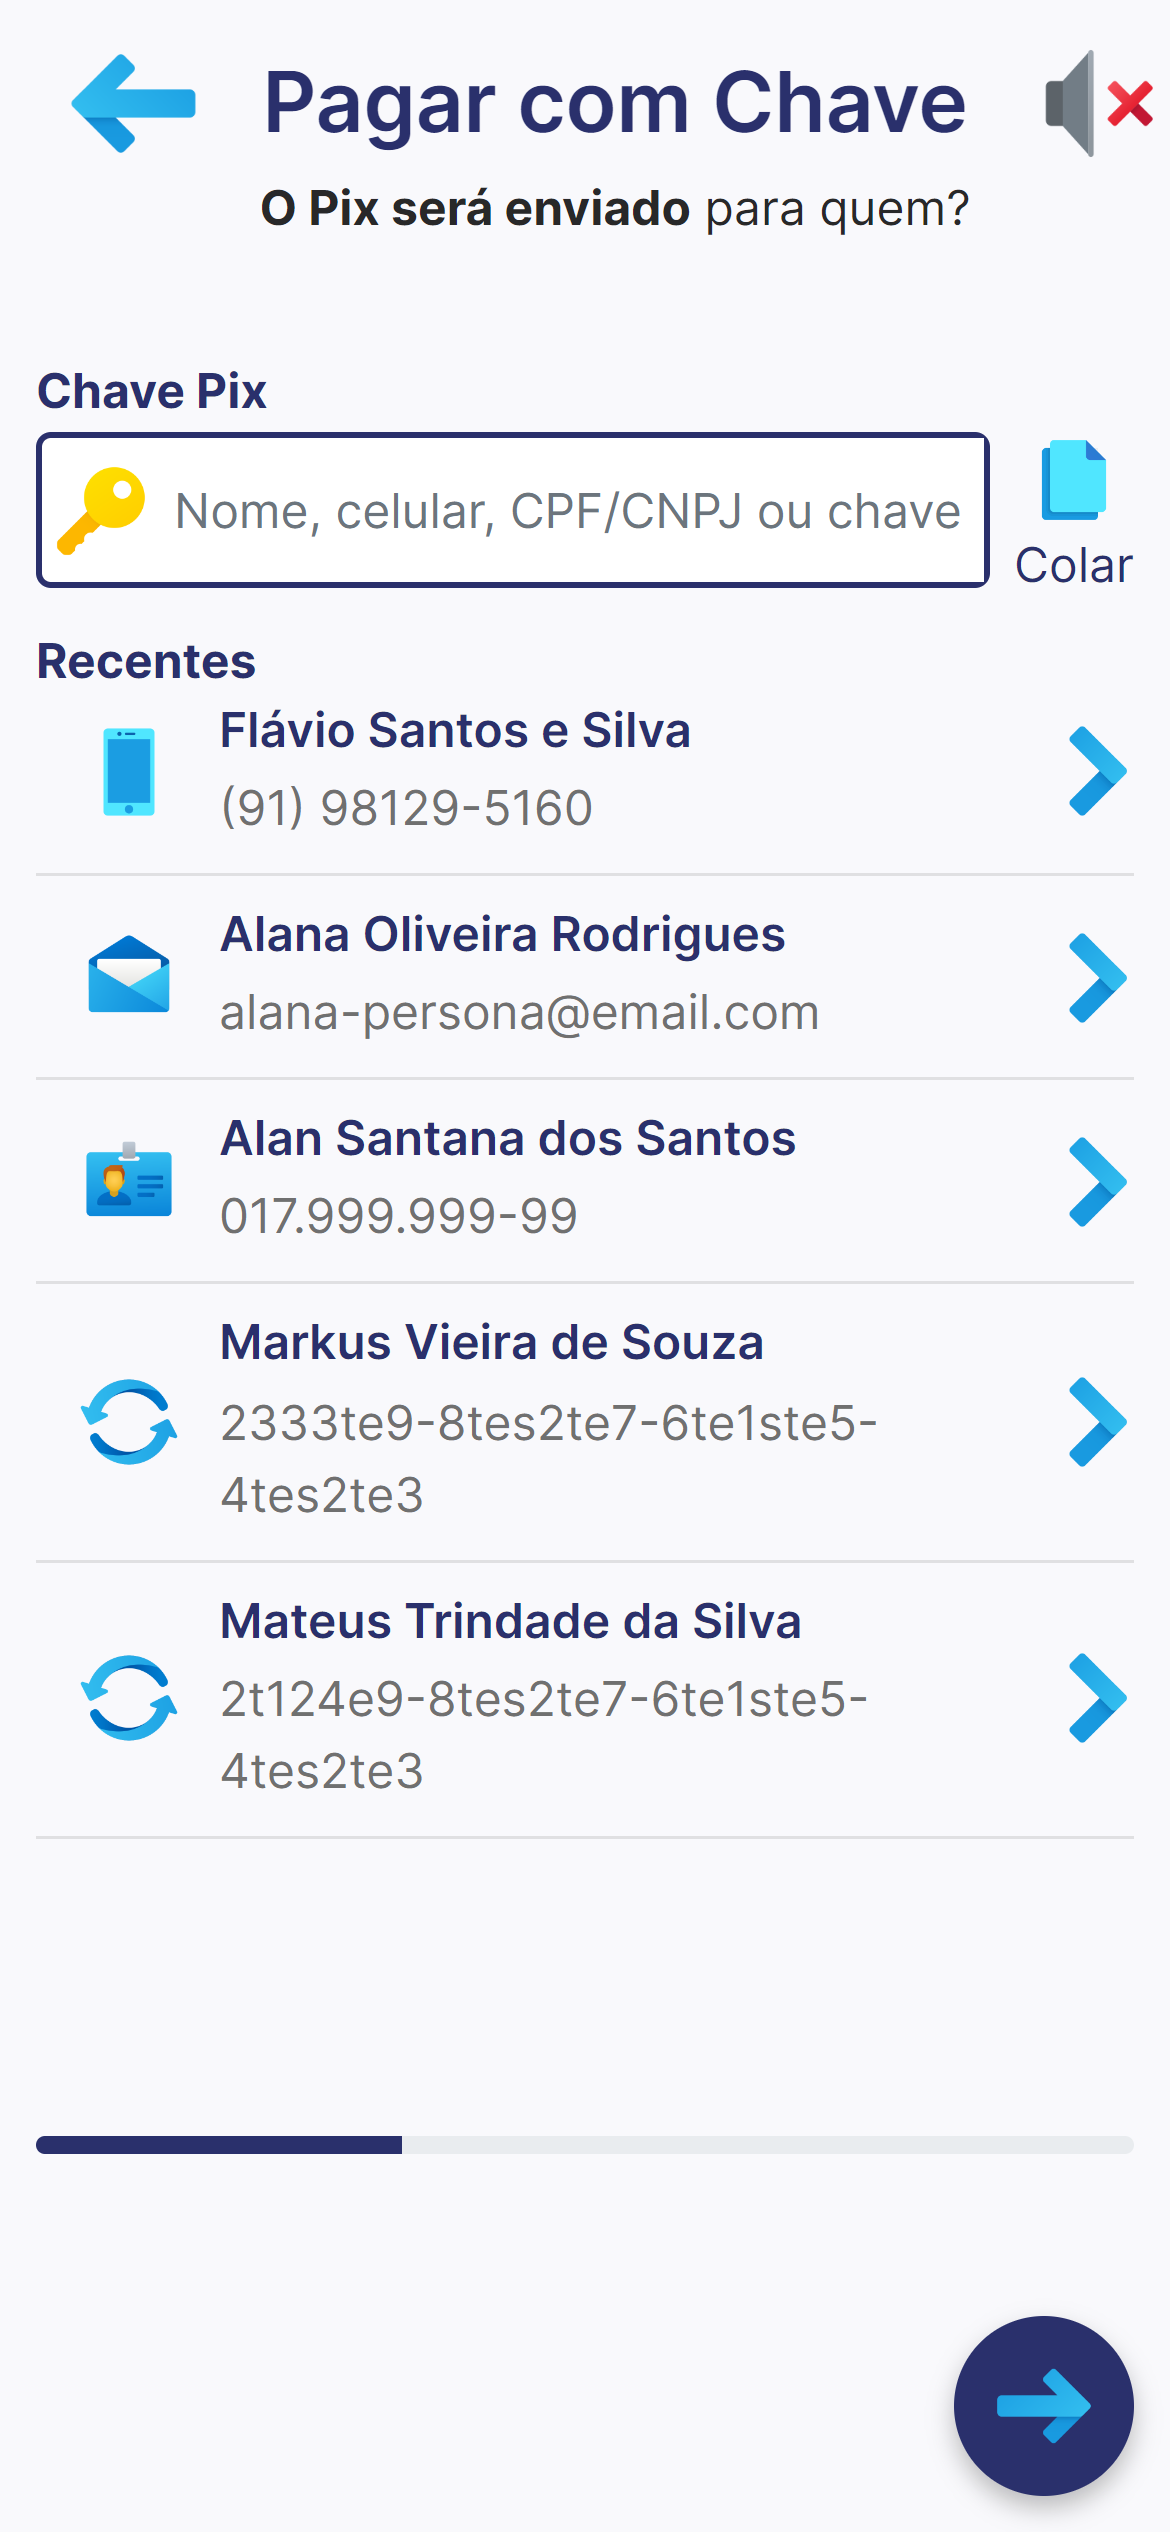 Pagar com Chave
O Pix será enviado para quem?
Chave Pix
Nome, celular, CPF/CNPJ ou chave
Colar
Recentes
Flávio Santos e Silva
(91) 98129-5160
Alana Oliveira Rodrigues
alana-persona@email.com
Alan Santana dos Santos
017.999.999-99
Markus Vieira de Souza
2333te9-8tes2te7-6te1ste5-
4tes2te3
Mateus Trindade da Silva
2t124e9-8tes2te7-6te1ste5-
4tes2te3